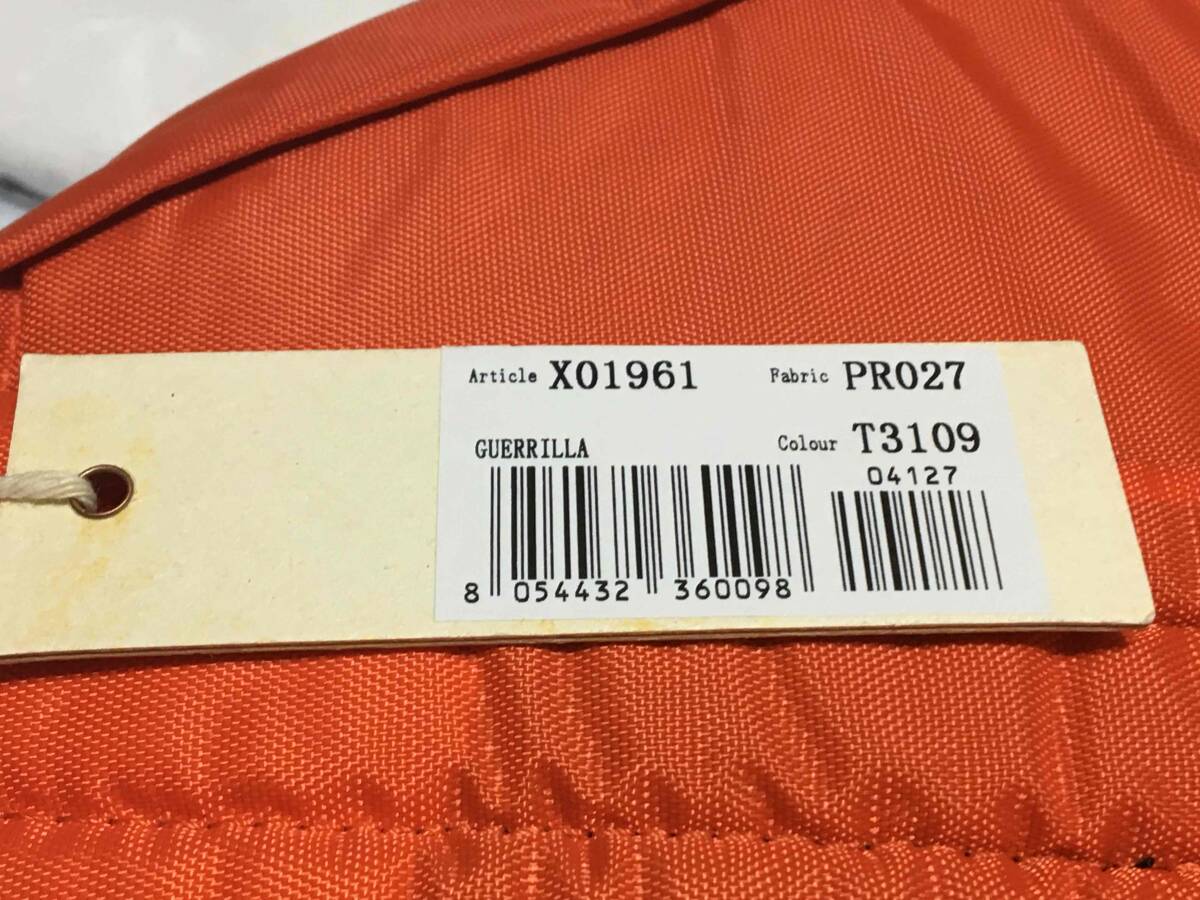 Article X01961 Fabric PR027
GUERRILLA Colour T3109
04127
8 054432 360098